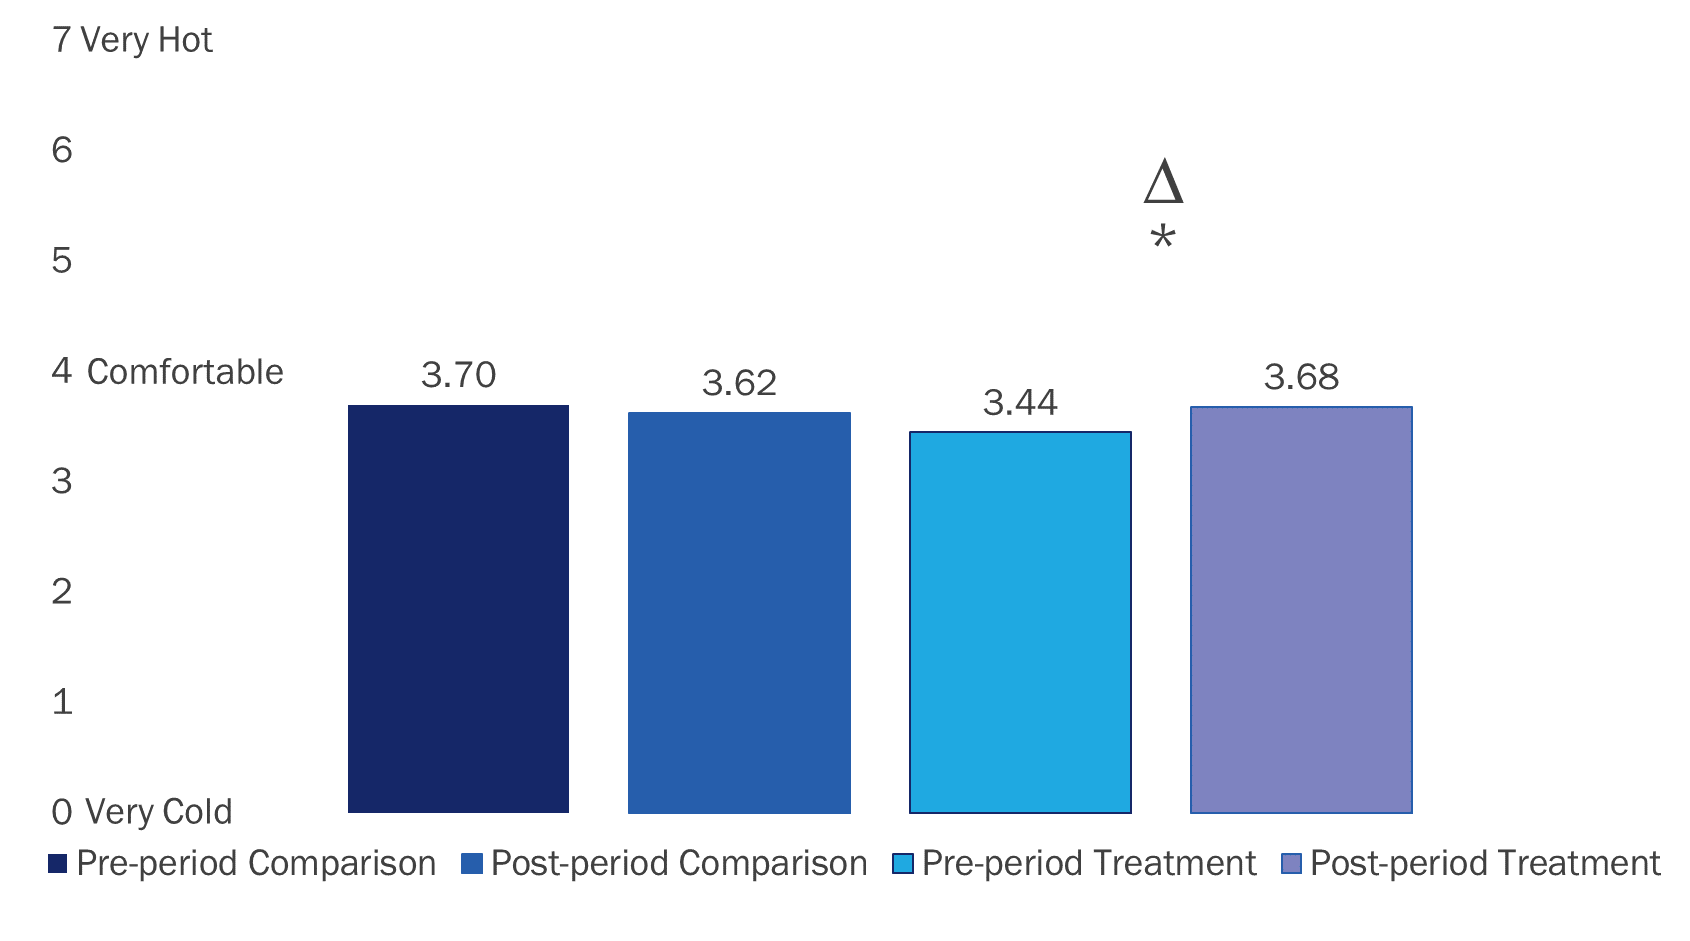 7 Very Hot
6
Δ
*
5
4 Comfortable
3.70
3.62
3.44
3.68
3
2
1
0 Very Cold
Pre-period Comparison Post-period Comparison Pre-period Treatment Post-period Treatment